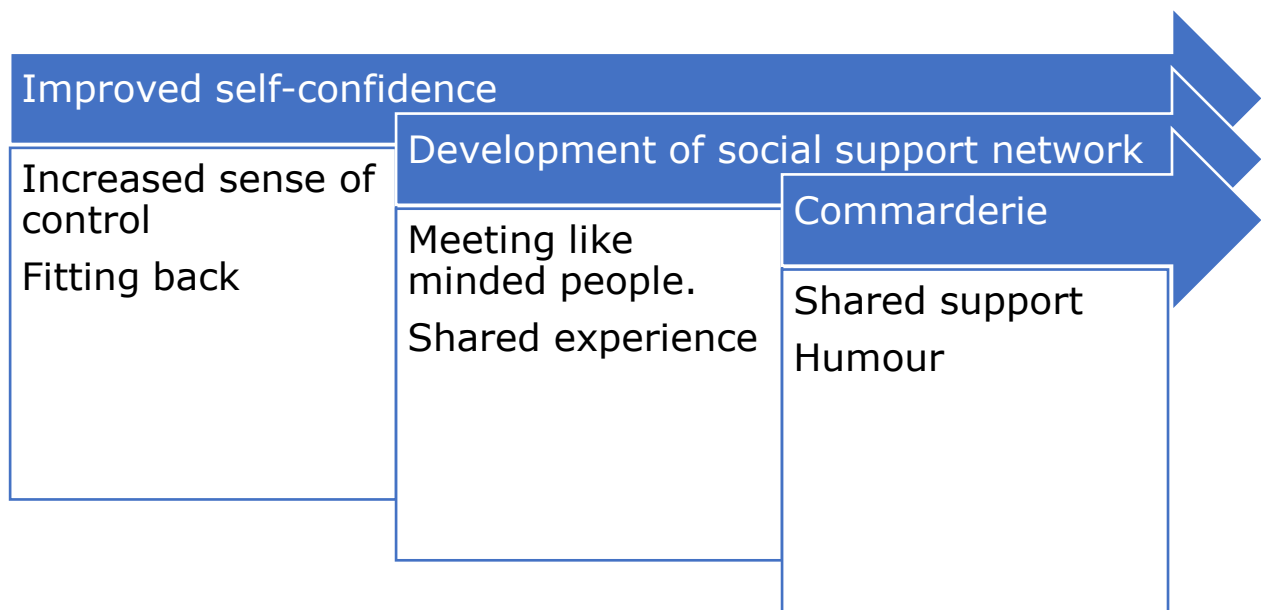 Improved self-confidence
Increased sense of
control
Fitting back
Development of social support network
Meeting like
minded people.
Shared experience
Commarderie
Shared support
Humour